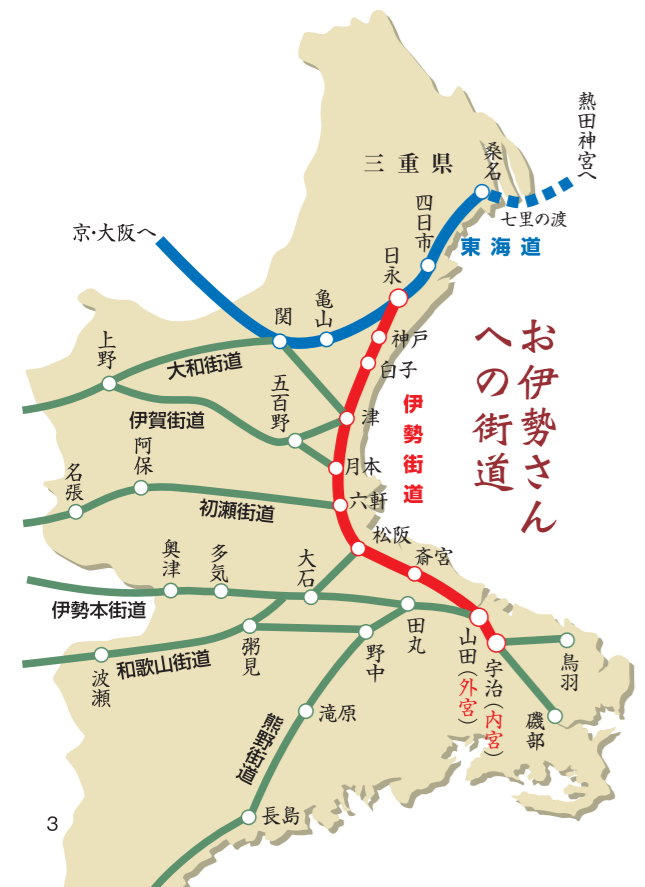 お伊勢さん
への街道
三重県
熱田神宮へ
桑名
七里の渡
東海道
四日市
日永
京・大阪へ
亀山
関
神戸
白子
上野
大和街道
五百野
伊賀街道
津
伊勢街道
阿保
名張
月本
初瀬街道
六軒
松阪
斎宮
奥津
多気
大石
伊勢本街道
田丸
山田(外宮)
宇治(内宮)
鳥羽
磯部
粥見
野中
和歌山街道
波瀬
滝原
熊野街道
長島
3